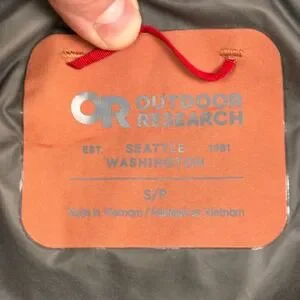 OR OUTDOOR
RESEARCH
EST. SEATTLE 1981
WASHINGTON
S/P
Made in Vietnam / Fabriqué au Vietnam